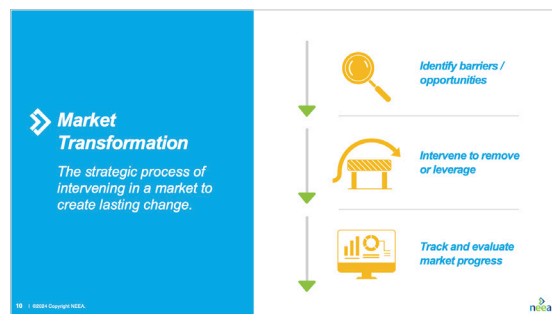 Market
Transformation
The strategic process of
intervening in a market to
create lasting change.
Identify barriers /
opportunities
Intervene to remove
or leverage
Track and evaluate
market progress
10 | ©2024 Copyright NEEA.
neea